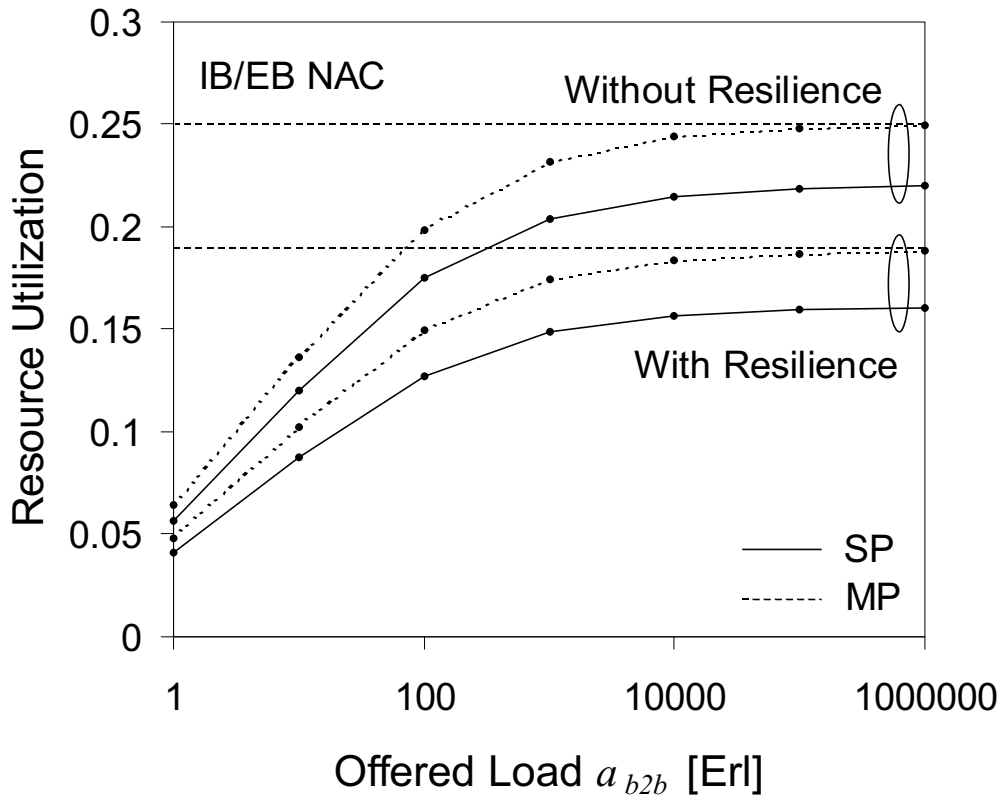 0.3
IB/EB NAC
Without Resilience
0.25
0.2
0.15
With Resilience
0.1
0.05
SP
MP
0
1
100
10000
1000000
Resource Utilization
Offered Load a b2b [Erl]